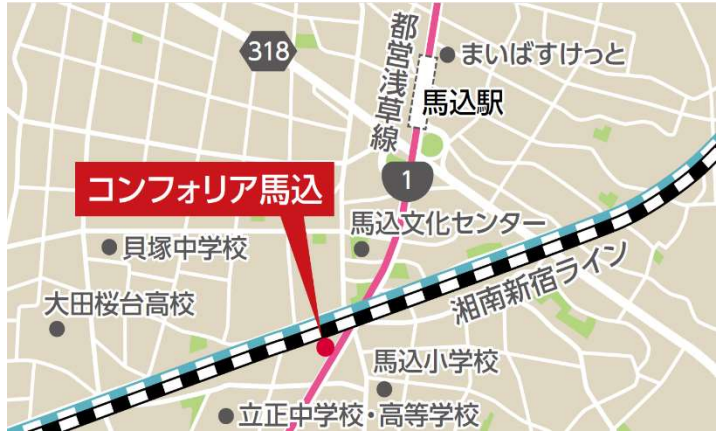 318
都営浅草線
まいばすけっと
馬込駅
1
コンフォリア馬込
馬込文化センター
貝塚中学校
湘南新宿ライン
大田桜台高校
馬込小学校
立正中学校・高等学校